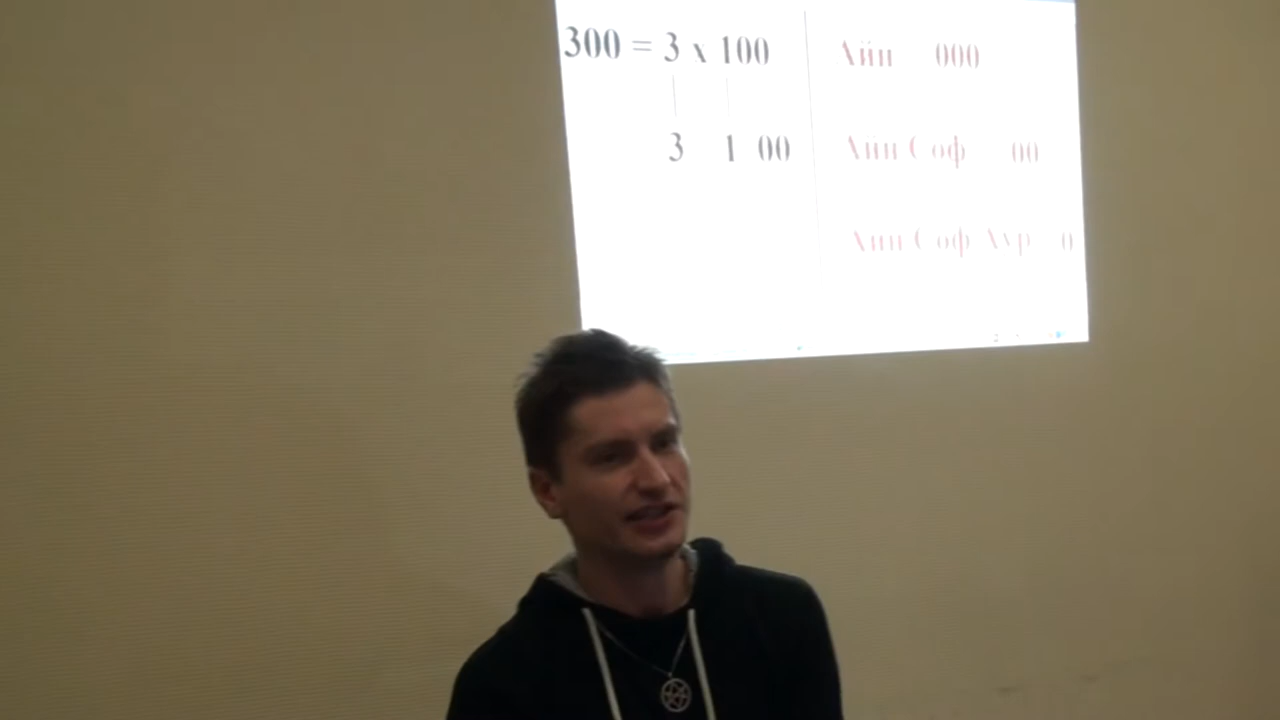 300 = 3 x 100
3 1 00
Айн 000
Айн Соф 00
Айн Соф Аур 0